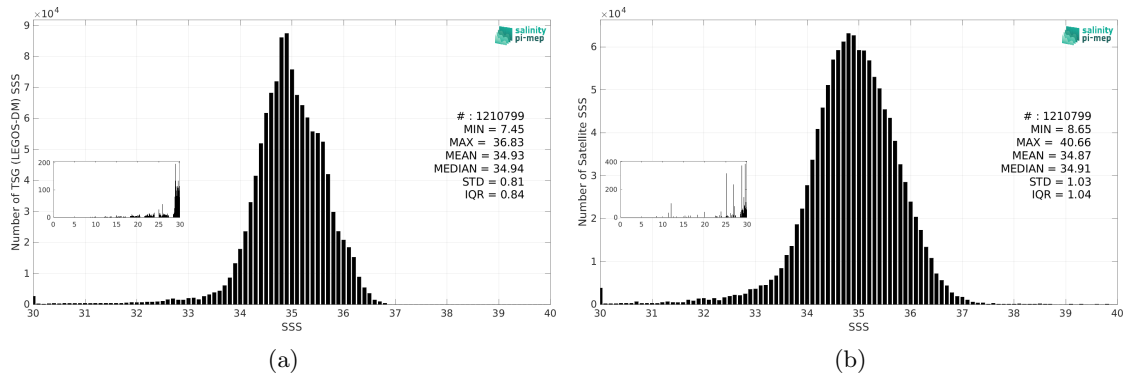 ×10⁴
9
8
7
6
5
4
3
2
1
0
Number of TSG (LEGOS-DM) SSS
salinity
pi-mep
# : 1210799
MIN = 7.45
MAX = 36.83
MEAN = 34.93
MEDIAN = 34.94
STD = 0.81
IQR = 0.84
200
100
0
0 5 10 15 20 25 30
30 31 32 33 34 35 36 37 38 39 40
SSS
(a)
×10⁴
6
5
4
3
2
1
0
Number of Satellite SSS
salinity
pi-mep
# : 1210799
MIN = 8.65
MAX = 40.66
MEAN = 34.87
MEDIAN = 34.91
STD = 1.03
IQR = 1.04
400
200
0
0 5 10 15 20 25 30
30 31 32 33 34 35 36 37 38 39 40
SSS
(b)